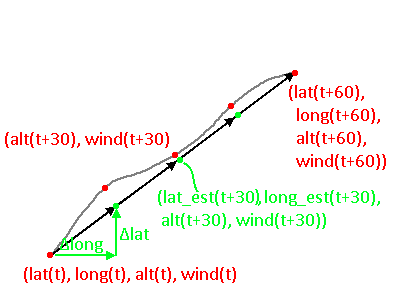 (lat(t+60),
long(t+60),
alt(t+60),
wind(t+60))
(alt(t+30), wind(t+30)
(lat_est(t+30),long_est(t+30),
alt(t+30), wind(t+30))
Δlat
Δlong
(lat(t), long(t), alt(t), wind(t)